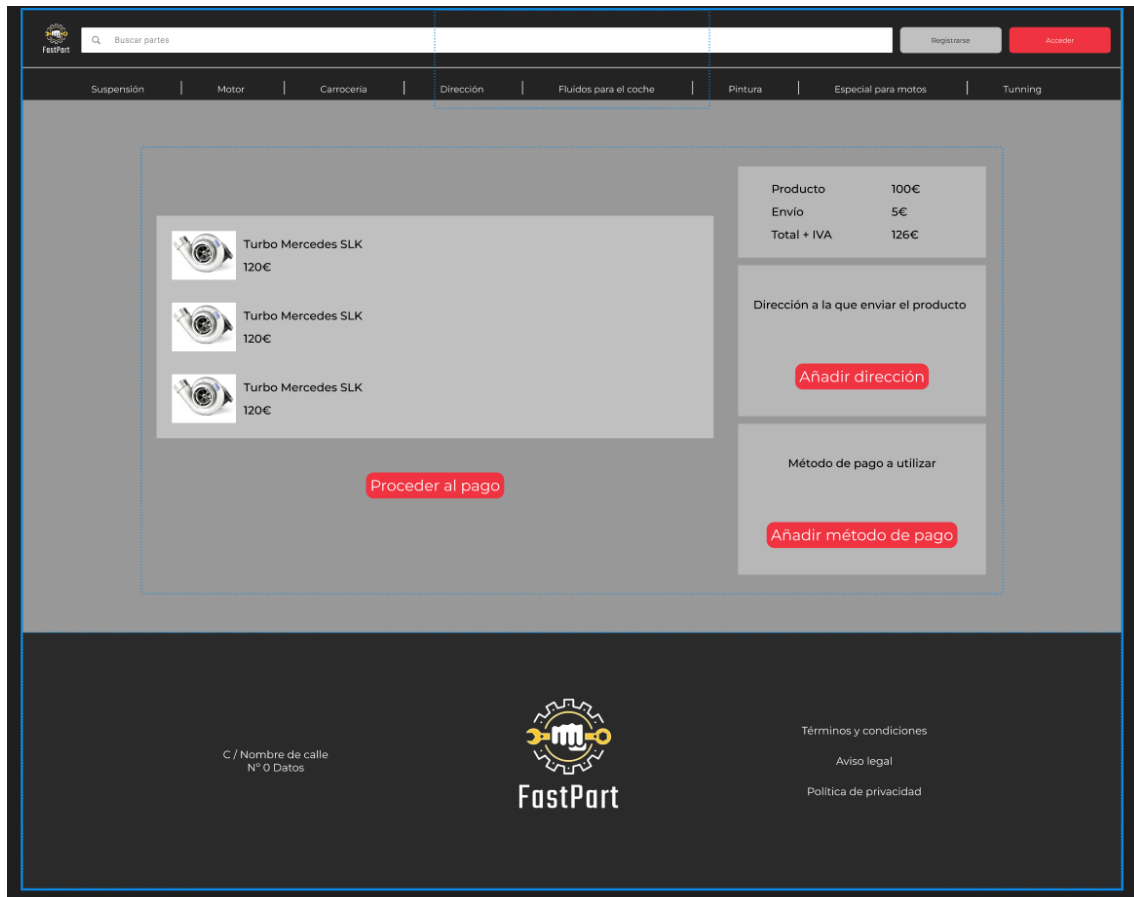 FastPart
Buscar partes
Registrarse
Acceder
Suspensión
Motor
Carrocería
Dirección
Fluidos para el coche
Pintura
Especial para motos
Tunning
Turbo Mercedes SLK
120€
Turbo Mercedes SLK
120€
Turbo Mercedes SLK
120€
Proceder al pago
Producto 100€
Envío 5€
Total + IVA 126€
Dirección a la que enviar el producto
Añadir dirección
Método de pago a utilizar
Añadir método de pago
C / Nombre de calle
Nº 0 Datos
FastPart
Términos y condiciones
Aviso legal
Política de privacidad